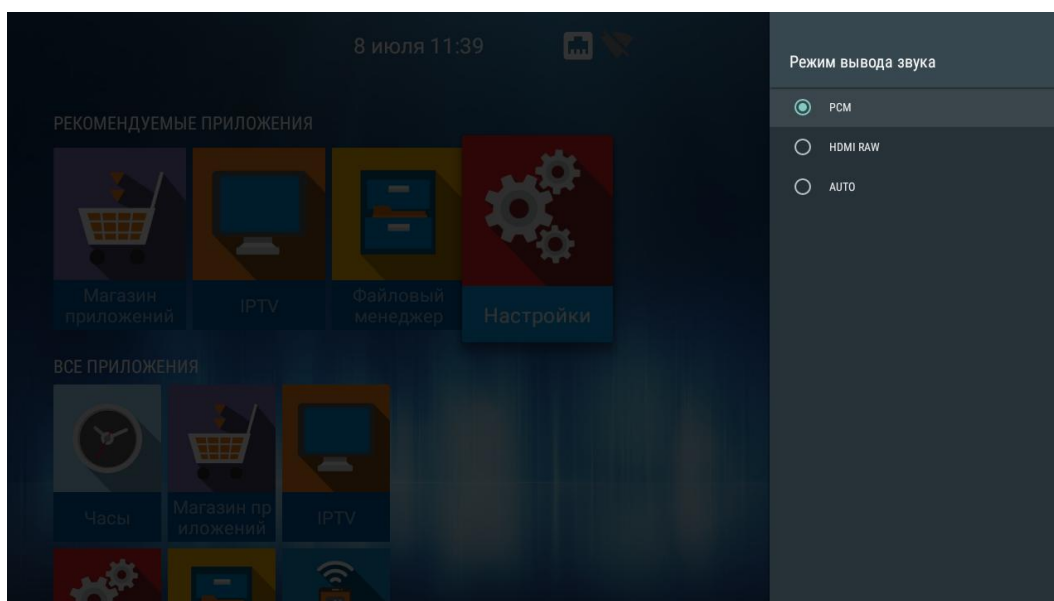 8 июля 11:39
Режим вывода звука
PCM
HDMI RAW
AUTO
РЕКОМЕНДУЕМЫЕ ПРИЛОЖЕНИЯ
Магазин
приложений
IPTV
Файловый
менеджер
Настройки
ВСЕ ПРИЛОЖЕНИЯ
Часы
Магазин пр
иложений
IPTV